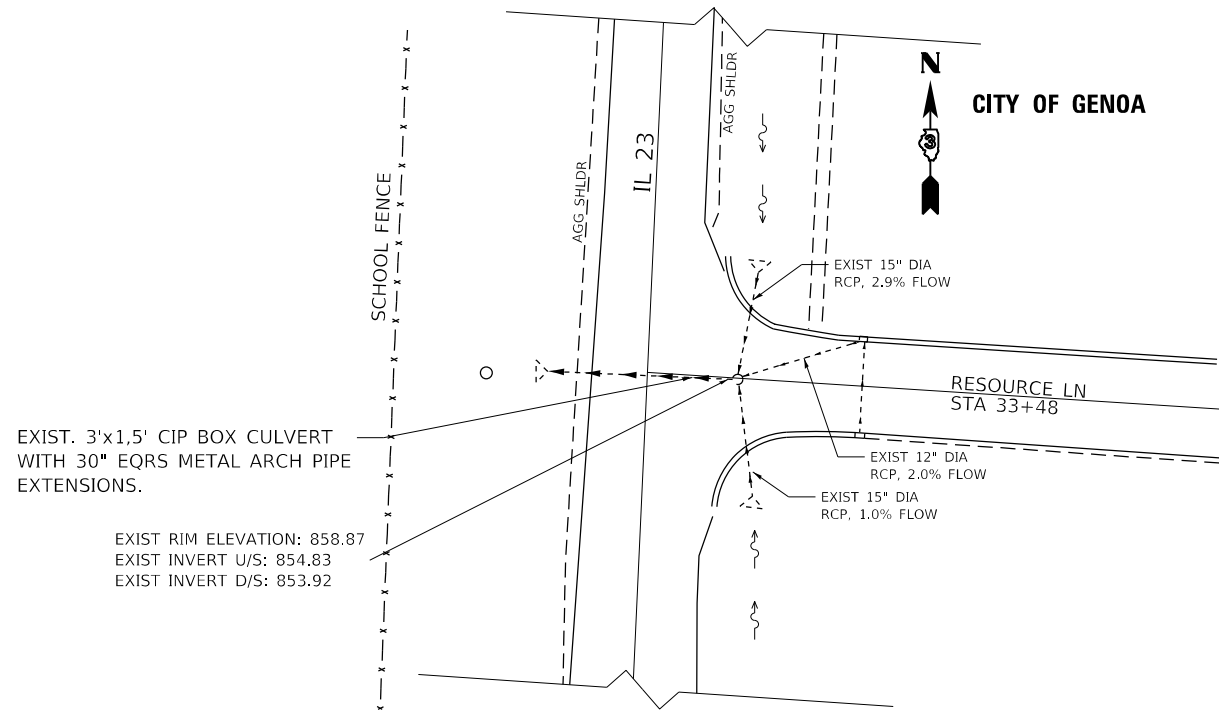 N
3
CITY OF GENOA
AGG SHLDR
IL 23
AGG SHLDR
SCHOOL FENCE
EXIST 15" DIA
RCP, 2.9% FLOW
RESOURCE LN
STA 33+48
EXIST. 3'x1,5' CIP BOX CULVERT
WITH 30" EQRS METAL ARCH PIPE
EXTENSIONS.
EXIST 12" DIA
RCP, 2.0% FLOW
EXIST 15" DIA
RCP, 1.0% FLOW
EXIST RIM ELEVATION: 858.87
EXIST INVERT U/S: 854.83
EXIST INVERT D/S: 853.92